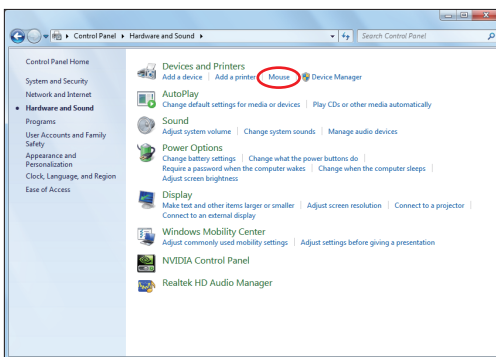 Control Panel ▸ Hardware and Sound ▸
Search Control Panel
Control Panel Home
System and Security
Network and Internet
Hardware and Sound
Programs
User Accounts and Family
Safety
Appearance and
Personalization
Clock, Language, and Region
Ease of Access
Devices and Printers
Add a device | Add a printer | Mouse | Device Manager
AutoPlay
Change default settings for media or devices | Play CDs or other media automatically
Sound
Adjust system volume | Change system sounds | Manage audio devices
Power Options
Change battery settings | Change what the power buttons do |
Require a password when the computer wakes | Change when the computer sleeps |
Adjust screen brightness
Display
Make text and other items larger or smaller | Adjust screen resolution | Connect to a projector |
Connect to an external display
Windows Mobility Center
Adjust commonly used mobility settings | Adjust settings before giving a presentation
NVIDIA Control Panel
Realtek HD Audio Manager